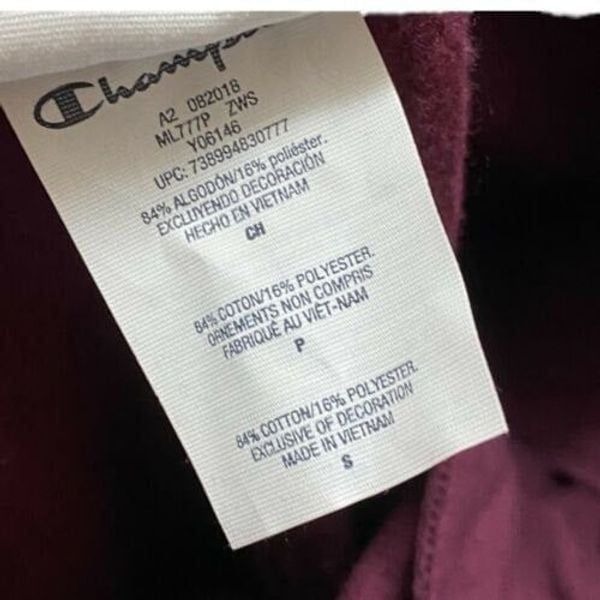 Champion
A2 082018
ML777P ZWS
Y06146
UPC: 738994830777
84% ALGODÓN/16% poliéster.
EXCLUYENDO DECORACIÓN
HECHO EN VIETNAM
CH
84% COTON/16% POLYESTER.
ORNEMENTS NON COMPRIS
FABRIQUÉ AU VIÊT-NAM
P
84% COTTON/16% POLYESTER.
EXCLUSIVE OF DECORATION
MADE IN VIETNAM
S